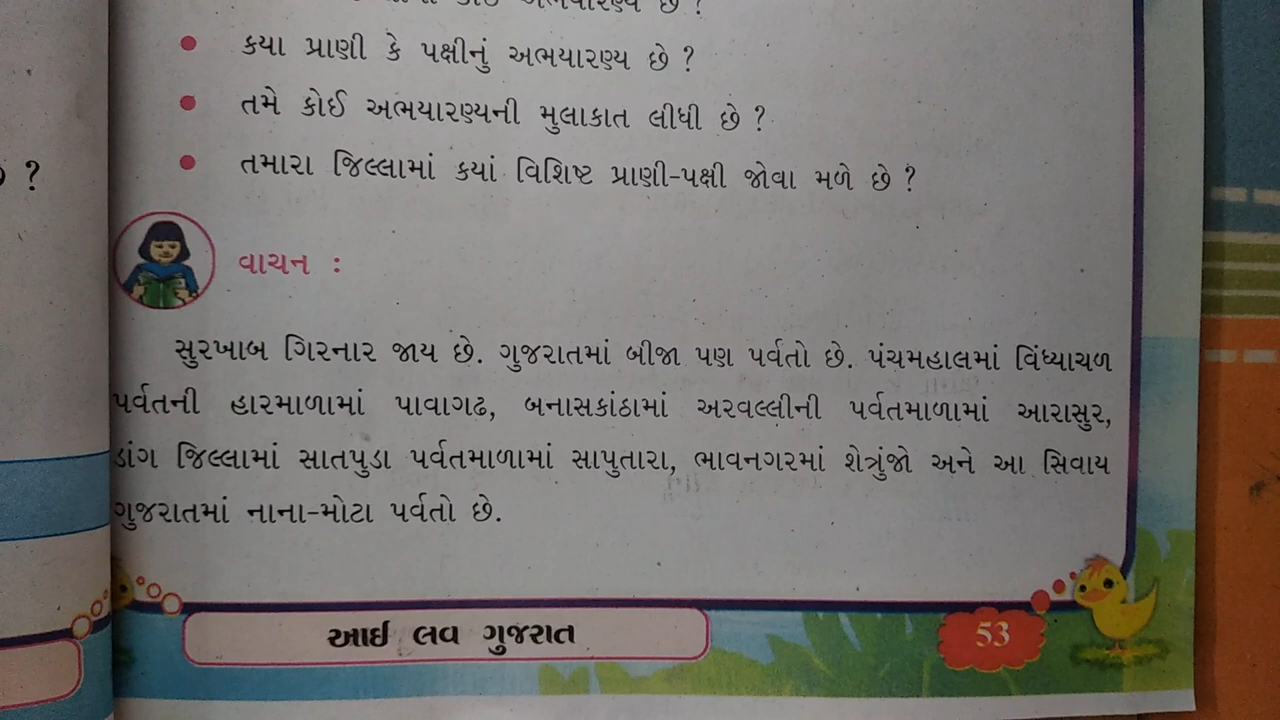 કયા પ્રાણી કે પક્ષીનું અભયારણ્ય છે ?
તમે કોઈ અભયારણ્યની મુલાકાત લીધી છે ?
તમારા જિલ્લામાં કયાં વિશિષ્ટ પ્રાણી-પક્ષી જોવા મળે છે ?
?
વાચન :
સુરખાબ ગિરનાર જાય છે. ગુજરાતમાં બીજા પણ પર્વતો છે. પંચમહાલમાં વિંધ્યાચળ
પર્વતની હારમાળામાં પાવાગઢ, બનાસકાંઠામાં અરવલ્લીની પર્વતમાળામાં આરાસુર,
ડાંગ જિલ્લામાં સાતપુડા પર્વતમાળામાં સાપુતારા, ભાવનગરમાં શેત્રુંજો અને આ સિવાય
ગુજરાતમાં નાના-મોટા પર્વતો છે.
આઈ લવ ગુજરાત
53